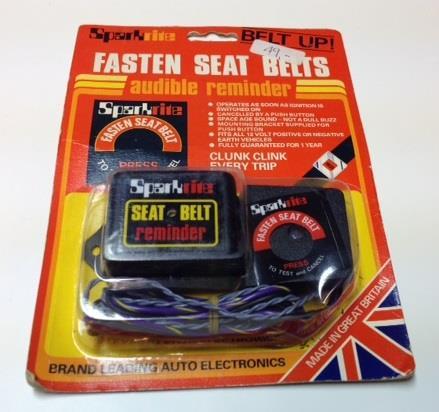 Sparkrite
BELT UP!
49,-
FASTEN SEAT BELTS
audible reminder
Sparkrite
FASTEN SEAT BELT
PRESS
TO
• OPERATES AS SOON AS IGNITION IS
SWITCHED ON
• CANCELLED BY A PUSH BUTTON
• SPACE AGE SOUND - NOT A DULL BUZZ
• MOUNTING BRACKET SUPPLIED FOR
PUSH BUTTON
• FITS ALL 12 VOLT POSITIVE OR NEGATIVE
EARTH VEHICLES
• FULLY GUARANTEED FOR 1 YEAR
CLUNK CLINK
EVERY TRIP
Sparkrite
SEAT BELT
reminder
Sparkrite
FASTEN SEAT BELT
PRESS
TO TEST and CANCEL
MADE IN GREAT BRITAIN
BRAND LEADING AUTO ELECTRONICS